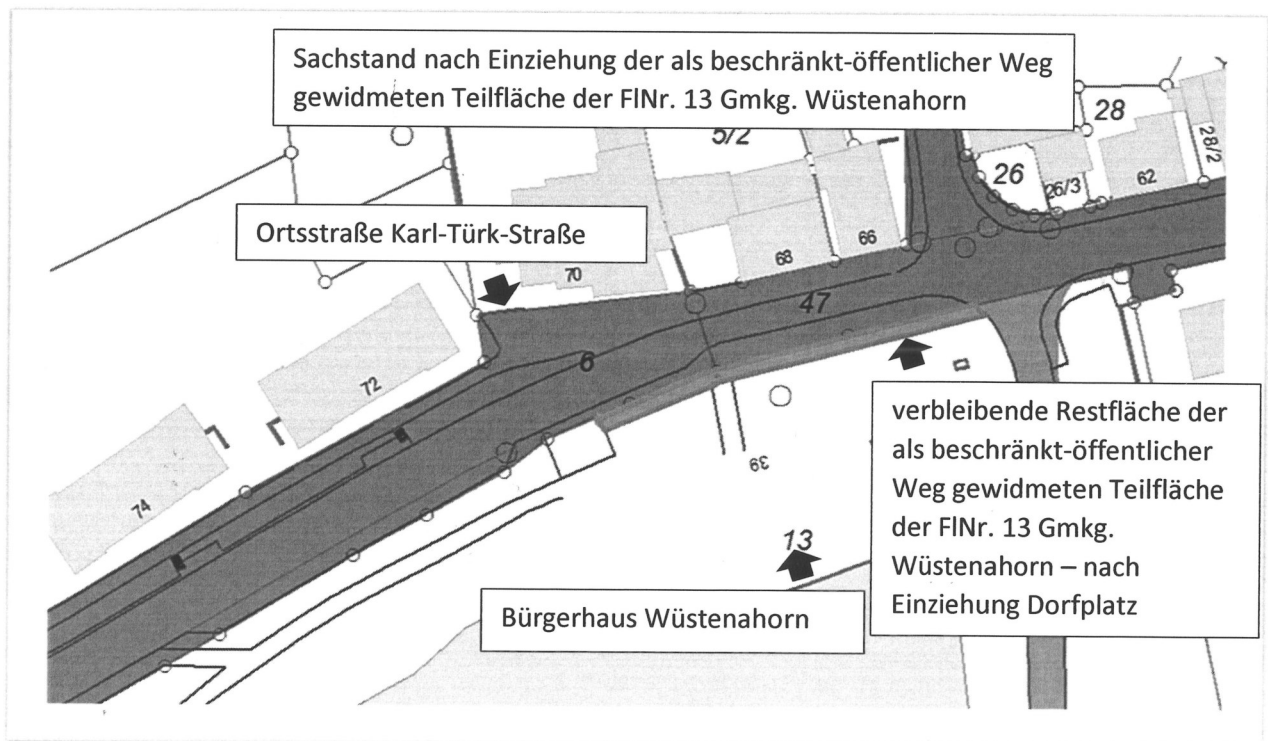 Sachstand nach Einziehung der als beschränkt-öffentlicher Weg
gewidmeten Teilfläche der FlNr. 13 Gmkg. Wüstenahorn
5/2
28
28/2
26
26/3
62
Ortsstraße Karl-Türk-Straße
70
68
66
47
6
72
74
39
13
verbleibende Restfläche der
als beschränkt-öffentlicher
Weg gewidmeten Teilfläche
der FlNr. 13 Gmkg.
Wüstenahorn – nach
Einziehung Dorfplatz
Bürgerhaus Wüstenahorn